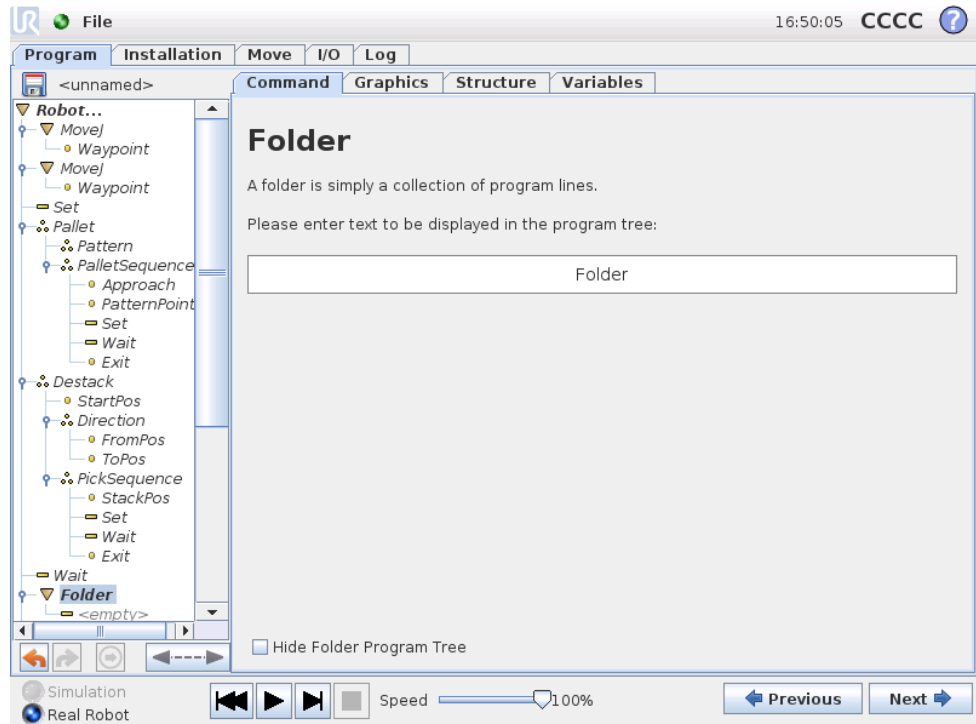 UR File 16:50:05 CCCC ?
Program Installation Move I/O Log
<unnamed>
Command Graphics Structure Variables
Robot...
MoveJ
Waypoint
MoveJ
Waypoint
Set
Pallet
Pattern
PalletSequence
Approach
PatternPoint
Set
Wait
Exit
Destack
StartPos
Direction
FromPos
ToPos
PickSequence
StackPos
Set
Wait
Exit
Wait
Folder
<empty>
Folder
A folder is simply a collection of program lines.
Please enter text to be displayed in the program tree:
Folder
Hide Folder Program Tree
Simulation
Real Robot
Speed 100%
Previous Next